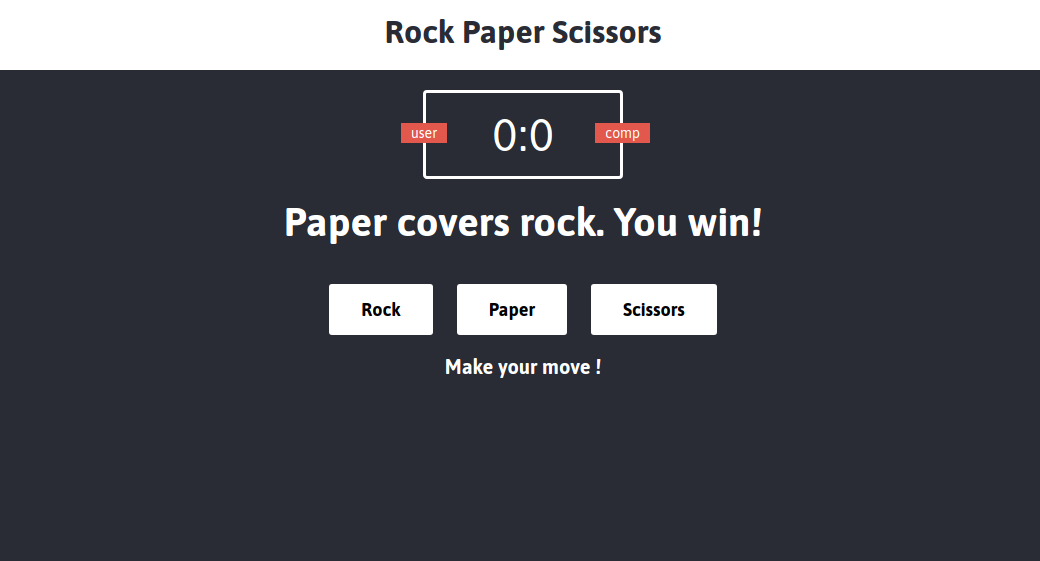 Rock Paper Scissors
user 0:0 comp
Paper covers rock. You win!
Rock Paper Scissors
Make your move !